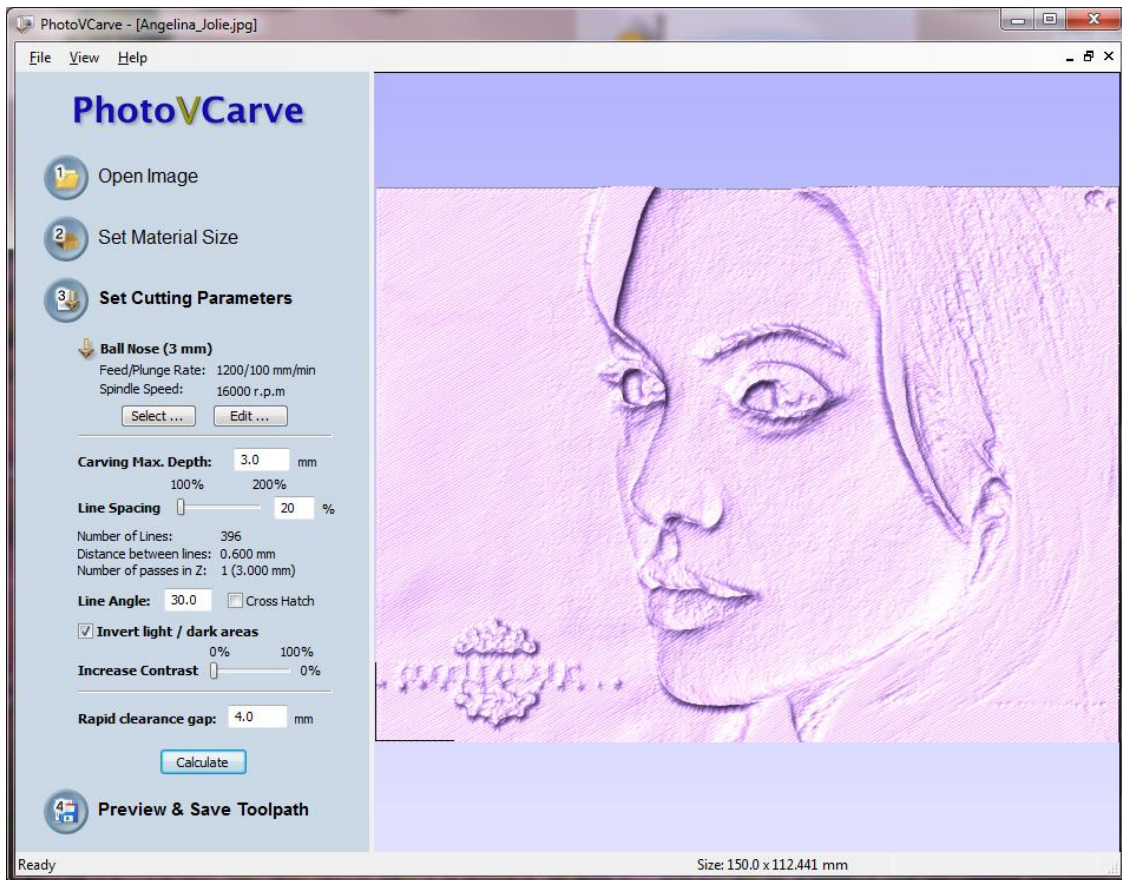 PhotoVCarve - [Angelina_Jolie.jpg]
File View Help
PhotoVCarve
1 Open Image
2 Set Material Size
3 Set Cutting Parameters
Ball Nose (3 mm)
Feed/Plunge Rate: 1200/100 mm/min
Spindle Speed: 16000 r.p.m
Select ... Edit ...
Carving Max. Depth: 3.0 mm
100% 200%
Line Spacing 20 %
Number of Lines: 396
Distance between lines: 0.600 mm
Number of passes in Z: 1 (3.000 mm)
Line Angle: 30.0 Cross Hatch
Invert light / dark areas
0% 100%
Increase Contrast 0%
Rapid clearance gap: 4.0 mm
Calculate
4 Preview & Save Toolpath
Ready Size: 150.0 x 112.441 mm